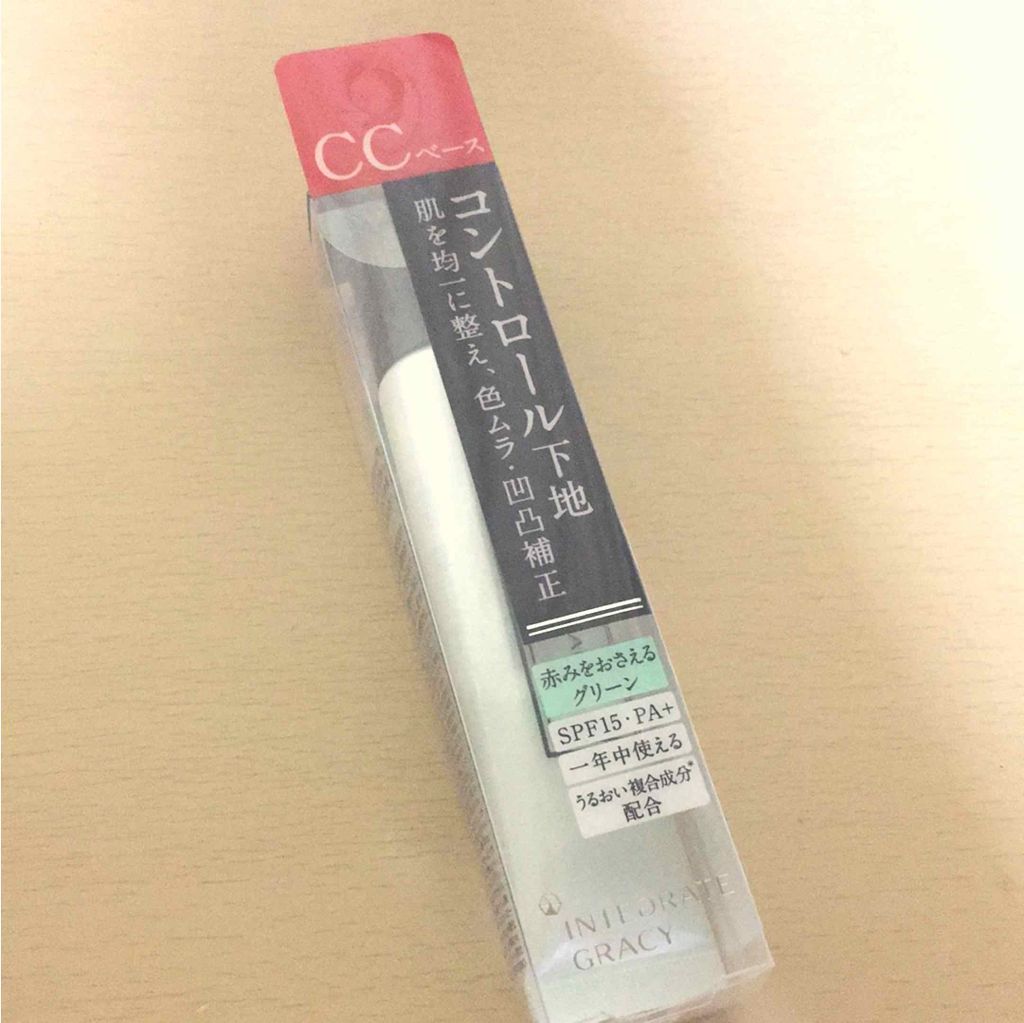 CCベース
コントロール下地
肌を均一に整え、色ムラ・凹凸補正
赤みをおさえる
グリーン
SPF15・PA+
一年中使える
うるおい複合成分*
配合
INTEGRATE
GRACY